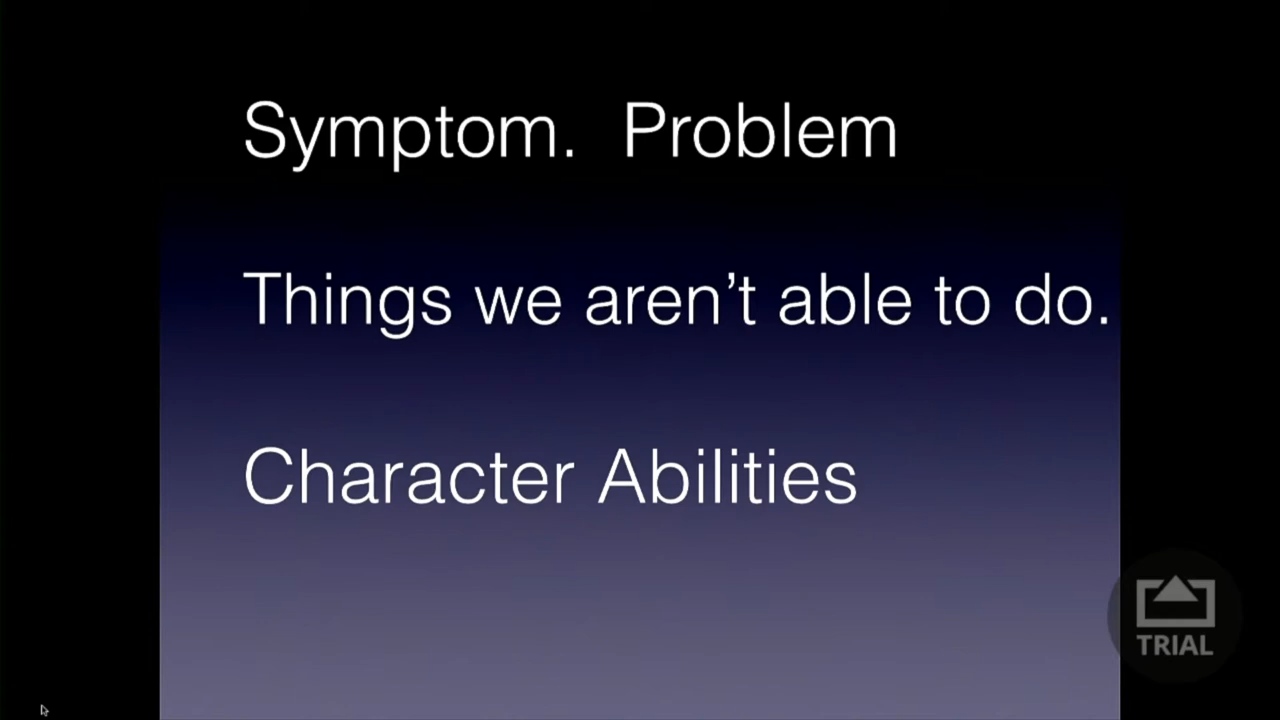 Symptom. Problem
Things we aren’t able to do.
Character Abilities
TRIAL